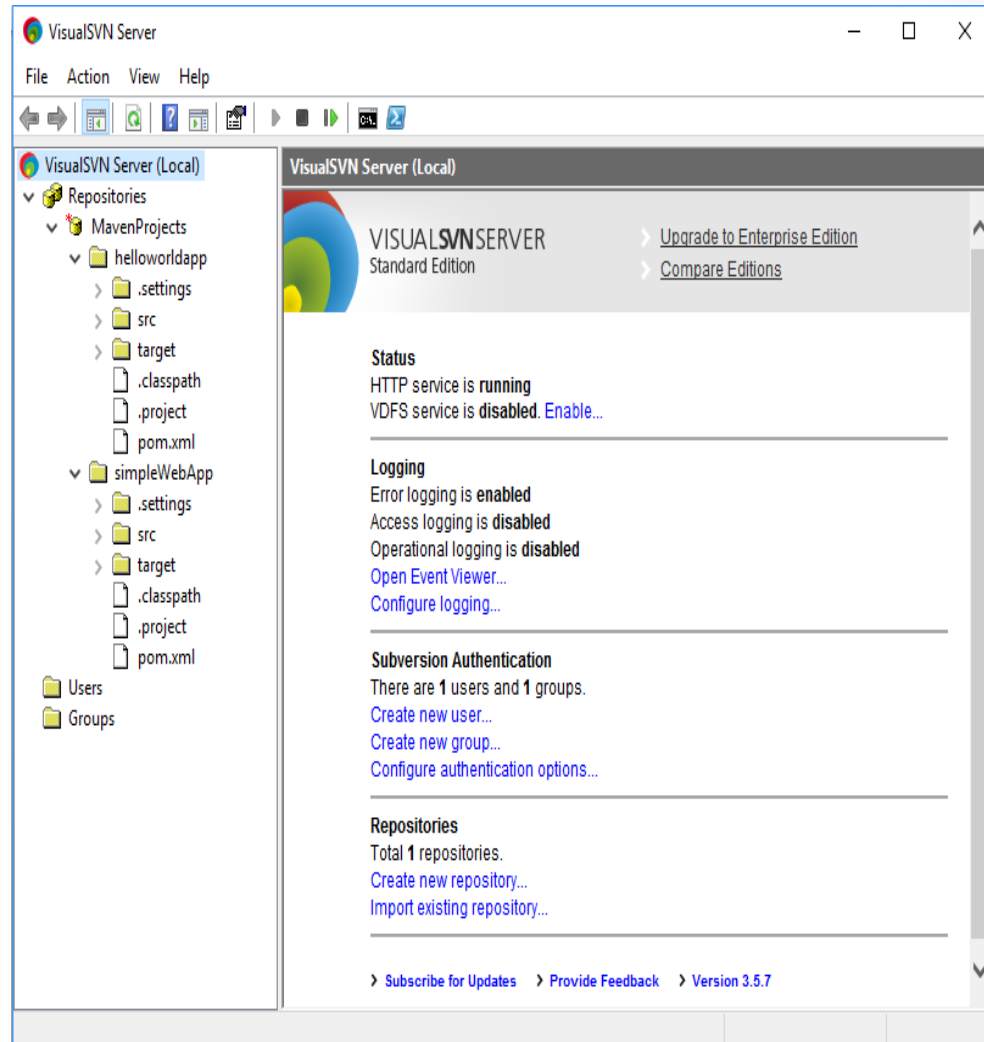 VisualSVN Server
File Action View Help
VisualSVN Server (Local)
Repositories
MavenProjects
helloworldapp
.settings
src
target
.classpath
.project
pom.xml
simpleWebApp
.settings
src
target
.classpath
.project
pom.xml
Users
Groups
VisualSVN Server (Local)
VISUALSVNSERVER
Standard Edition
Upgrade to Enterprise Edition
Compare Editions
Status
HTTP service is running
VDFS service is disabled. Enable...
Logging
Error logging is enabled
Access logging is disabled
Operational logging is disabled
Open Event Viewer...
Configure logging...
Subversion Authentication
There are 1 users and 1 groups.
Create new user...
Create new group...
Configure authentication options...
Repositories
Total 1 repositories.
Create new repository...
Import existing repository...
Subscribe for Updates Provide Feedback Version 3.5.7